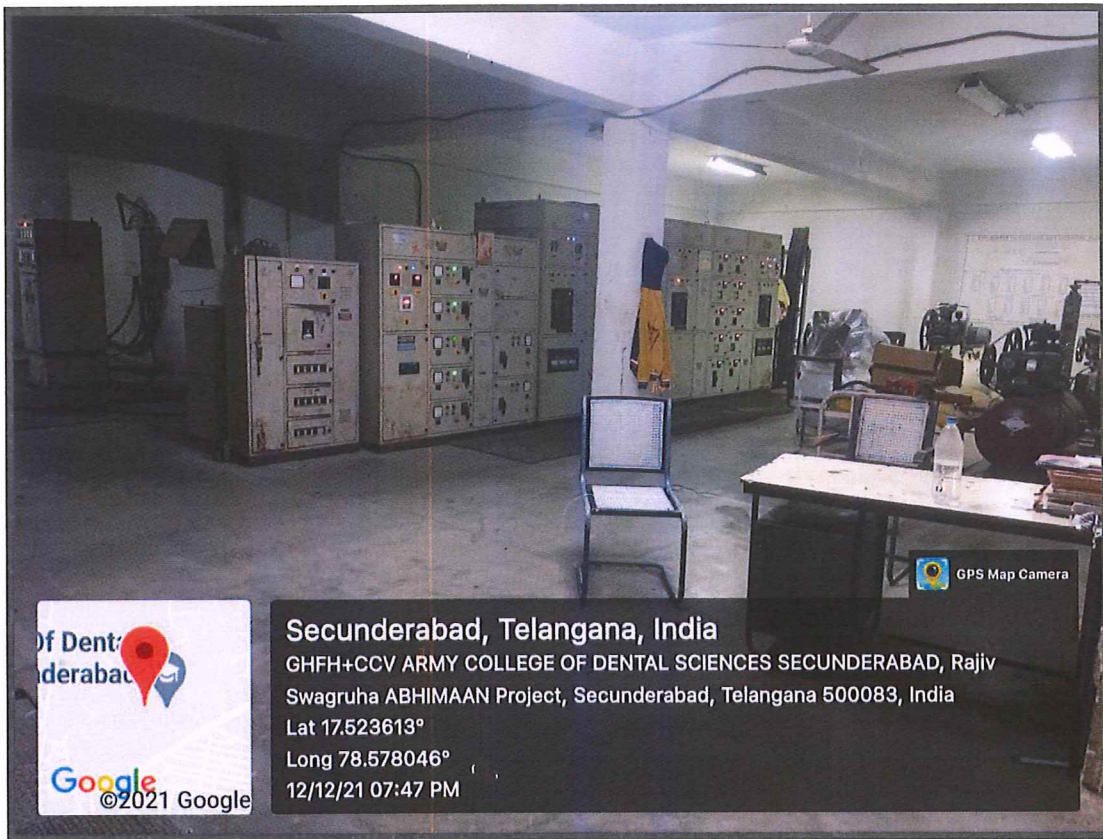 GPS Map Camera
Of Dent
derabad
Google
©2021 Google
Secunderabad, Telangana, India
GHFH+CCV ARMY COLLEGE OF DENTAL SCIENCES SECUNDERABAD, Rajiv
Swagruha ABHIMAAN Project, Secunderabad, Telangana 500083, India
Lat 17.523613°
Long 78.578046°
12/12/21 07:47 PM